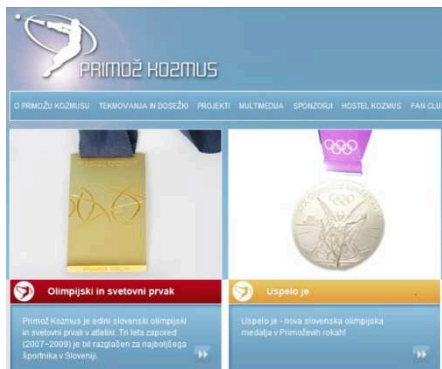 PRIMOŽ KOZMUS
O PRIMOŽU KOZMUSU TEKMOVANJA IN DOSEŽKI PROJEKTI MULTIMEDIJA SPONZORJI HOSTEL KOZMUS FAN CLU
Olimpijski in svetovni prvak
Primož Kozmus je edini slovenski olimpijski
in svetovni prvak v atletiki. Tri leta zapored
(2007-2009) je bil razglašen za najboljšega
športnika v Sloveniji.
Uspelo je
Uspelo je - nova slovenska olimpijska
medalja v Primoževih rokah!